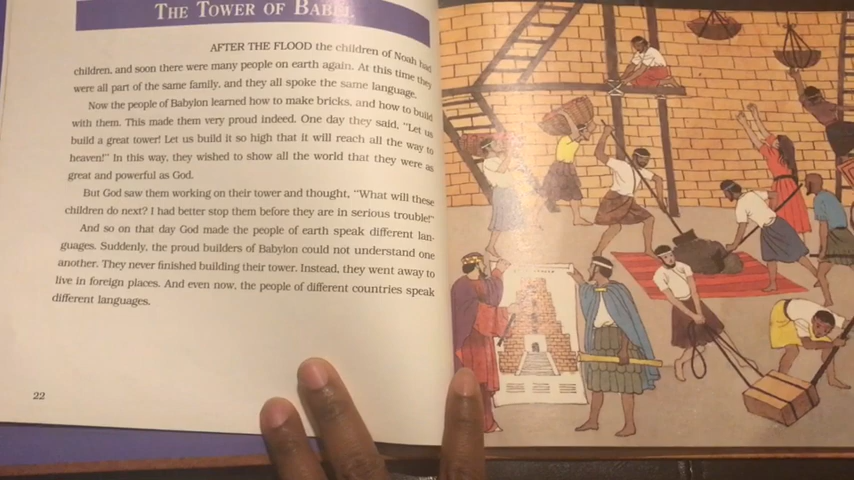 THE TOWER OF BABEL
AFTER THE FLOOD the children of Noah had
children, and soon there were many people on earth again. At this time they
were all part of the same family, and they all spoke the same language.
Now the people of Babylon learned how to make bricks, and how to build
with them. This made them very proud indeed. One day they said, "Let us
build a great tower! Let us build it so high that it will reach all the way to
heaven!" In this way, they wished to show all the world that they were as
great and powerful as God.
But God saw them working on their tower and thought, "What will these
children do next? I had better stop them before they are in serious trouble!"
And so on that day God made the people of earth speak different lan-
guages. Suddenly, the proud builders of Babylon could not understand one
another. They never finished building their tower. Instead, they went away to
live in foreign places. And even now, the people of different countries speak
different languages.
22